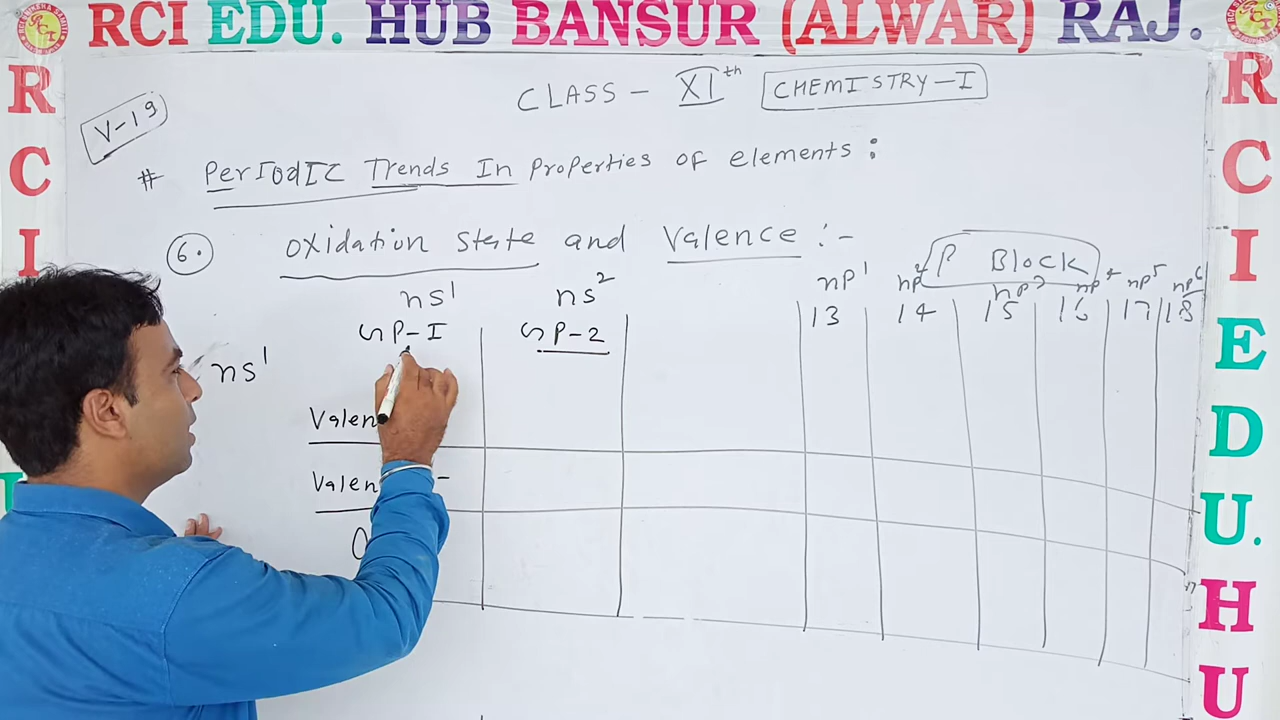 RCI EDU. HUB BANSUR (ALWAR) RAJ.
R
C
I
R
C
I
E
D
U.
H
U
V-19
CLASS - XIth CHEMISTRY-I
# PerIodIC Trends In Properties of elements:
6. Oxidation state and Valence :-
P Block
ns¹ ns² np¹ np² np³ np⁴ np⁵ np⁶
GP-I GP-2 13 14 15 16 17 18
ns¹
Valen
Valen -
O